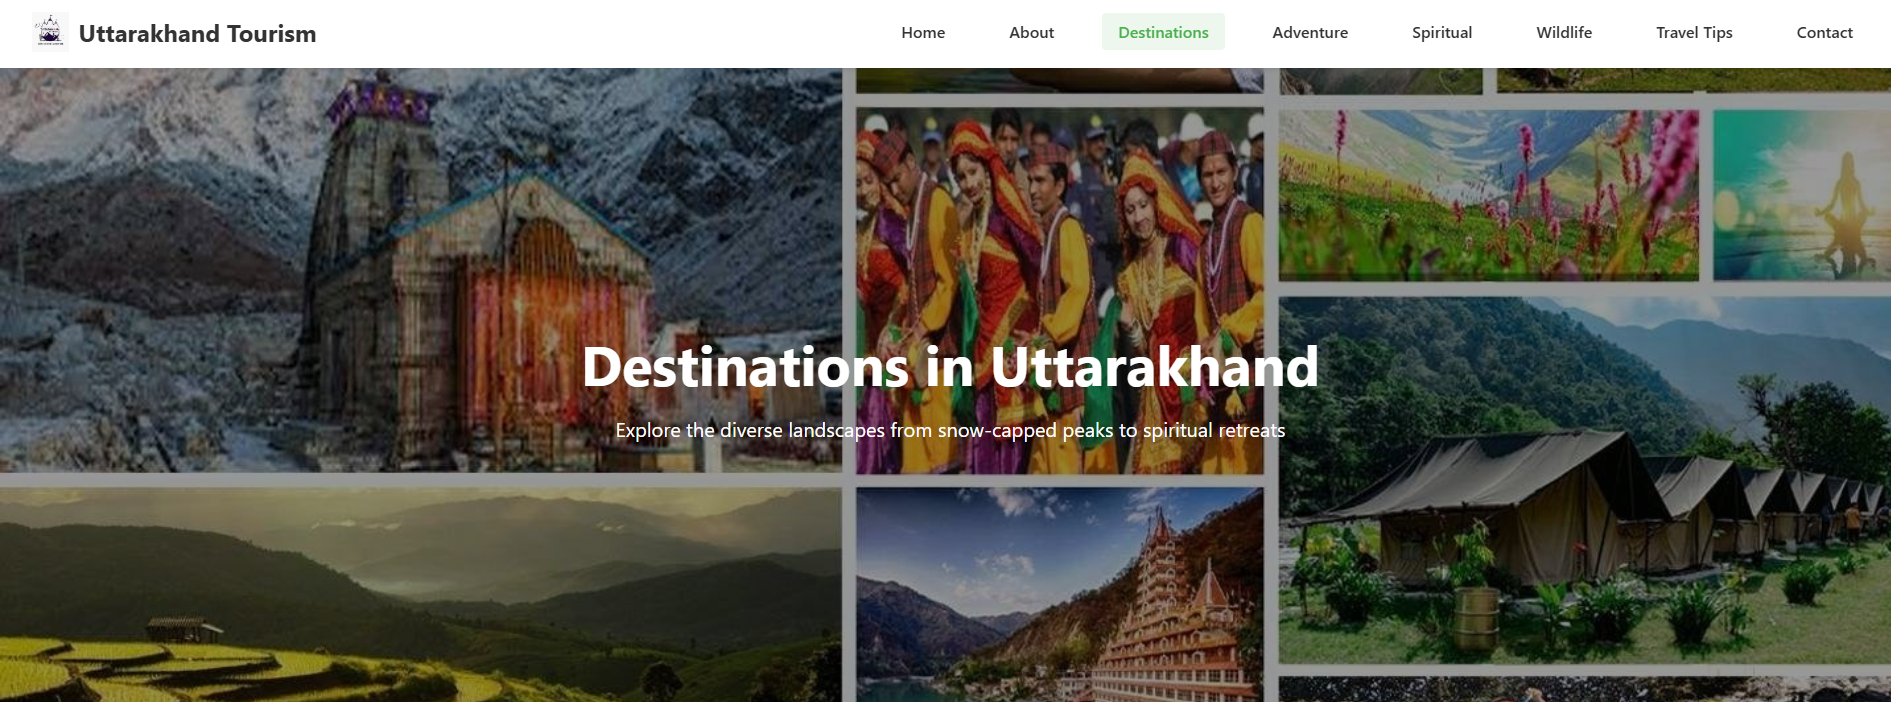 Uttarakhand Tourism
Home About Destinations Adventure Spiritual Wildlife Travel Tips Contact
Destinations in Uttarakhand
Explore the diverse landscapes from snow-capped peaks to spiritual retreats